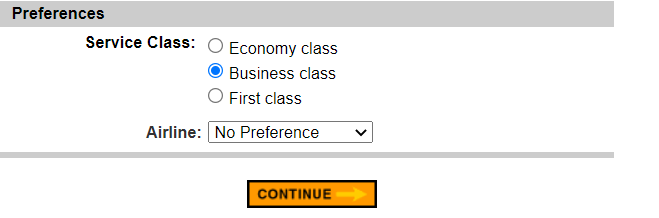 Preferences
Service Class: Economy class
Business class
First class
Airline: No Preference
CONTINUE